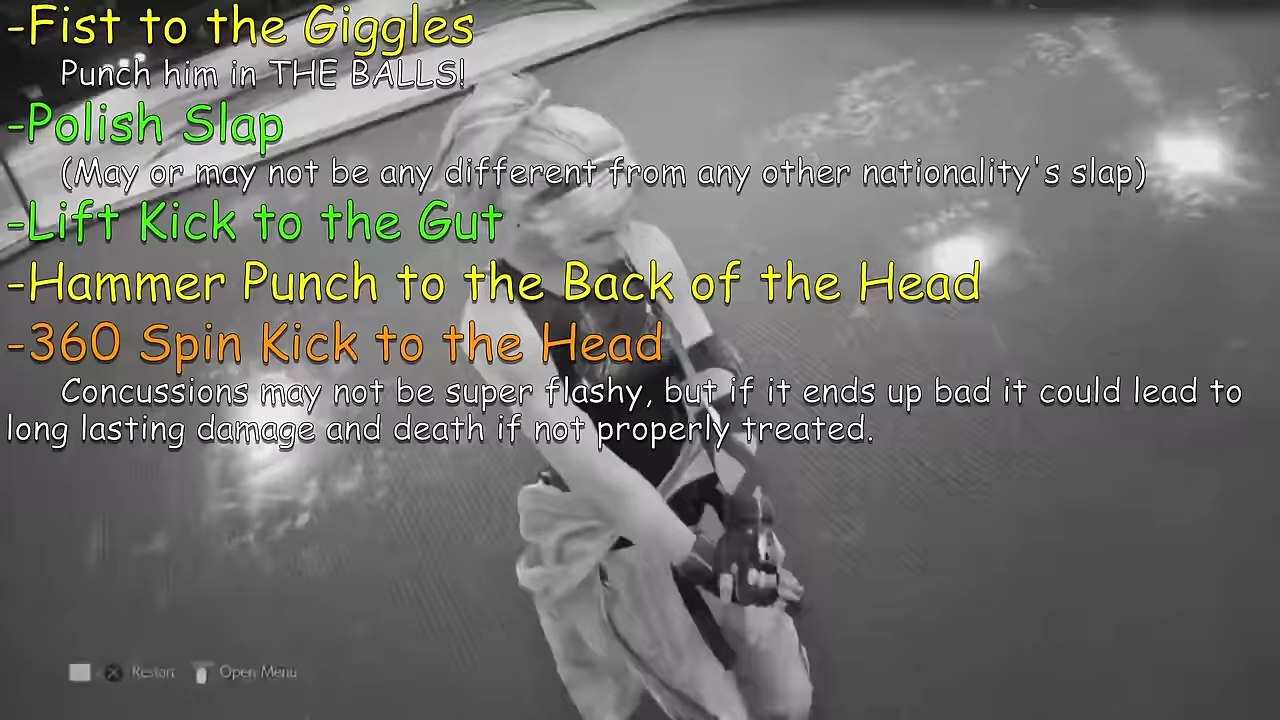 -Fist to the Giggles
Punch him in THE BALLS!
-Polish Slap
(May or may not be any different from any other nationality's slap)
-Lift Kick to the Gut
-Hammer Punch to the Back of the Head
-360 Spin Kick to the Head
Concussions may not be super flashy, but if it ends up bad it could lead to
long lasting damage and death if not properly treated.
Restart Open Menu